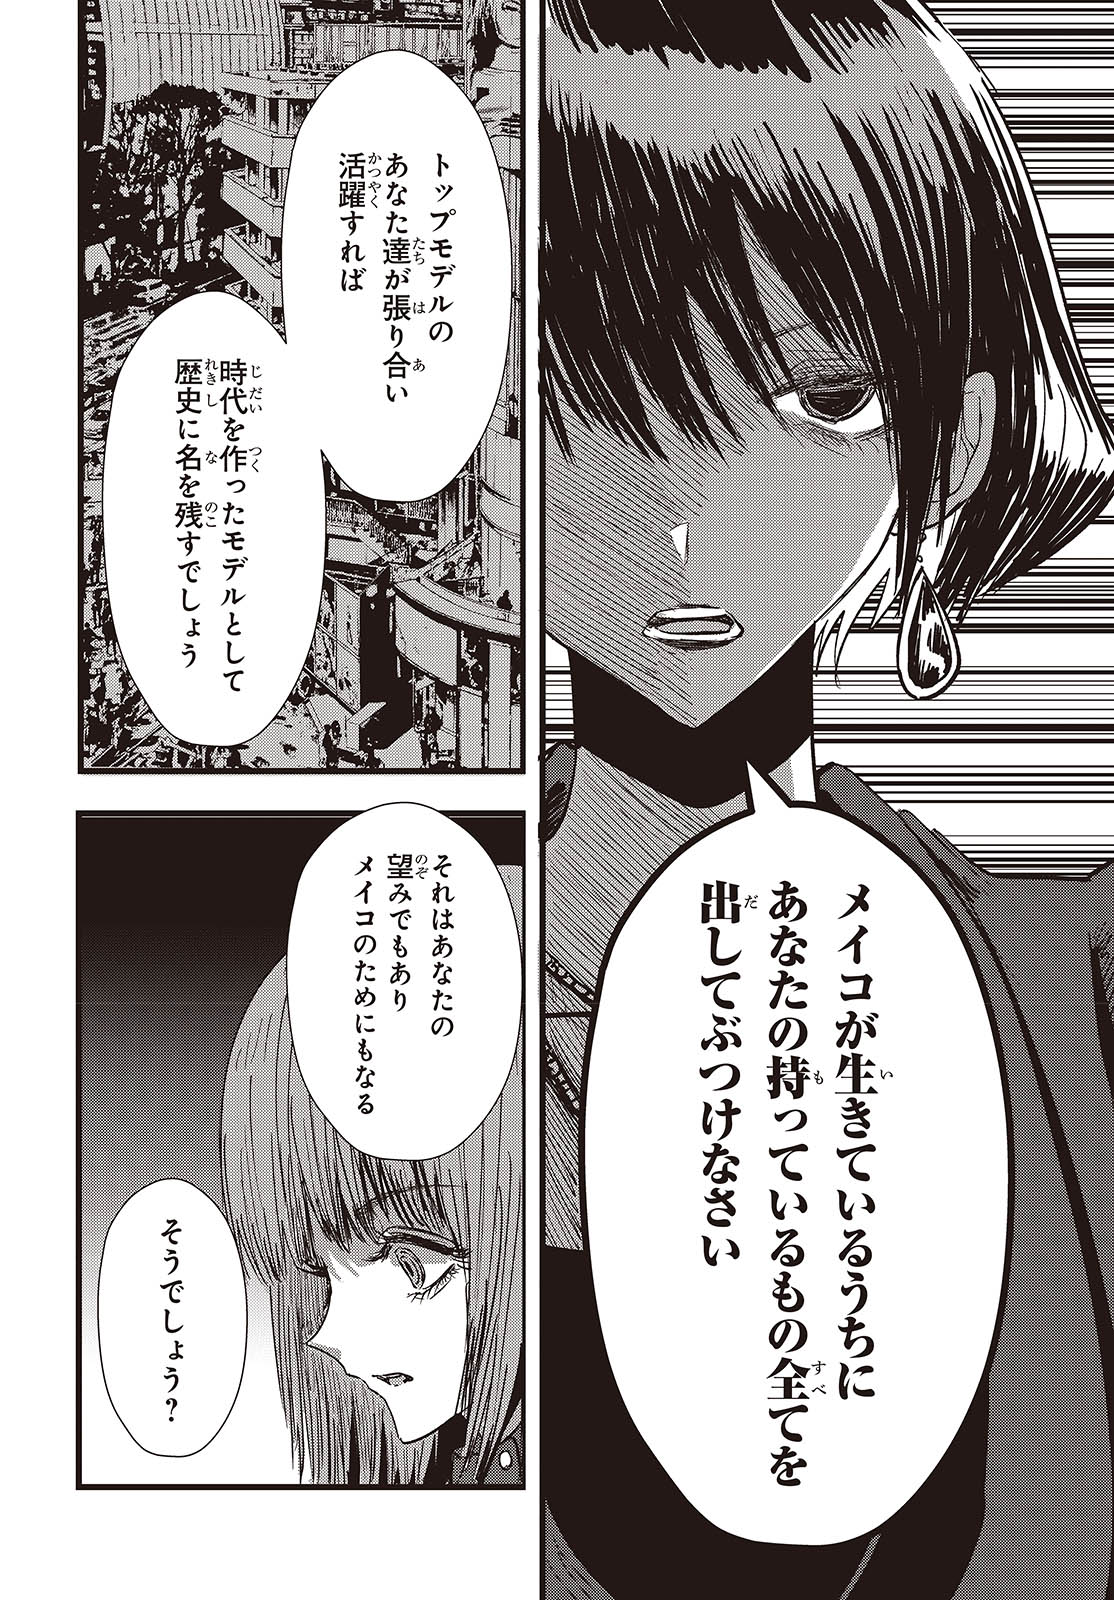 メイコが生きているうちに
あなたの持っているもの全てを
出してぶつけなさい
トップモデルの
あなた達が張り合い
活躍すれば
時代を作ったモデルとして
歴史に名を残すでしょう
それはあなたの
望みでもあり
メイコのためにもなる
そうでしょう?